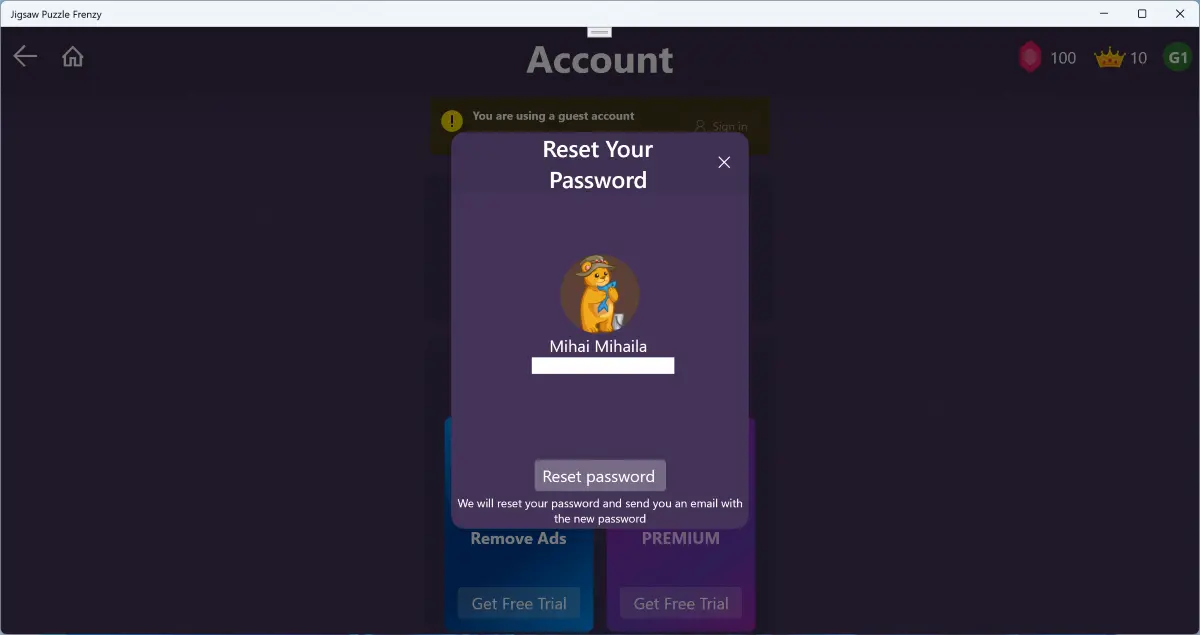 Jigsaw Puzzle Frenzy
Account
100
10
G1
You are using a guest account
Sign in
Reset Your
Password
Mihai Mihaila
Reset password
We will reset your password and send you an email with
the new password
Remove Ads
PREMIUM
Get Free Trial
Get Free Trial